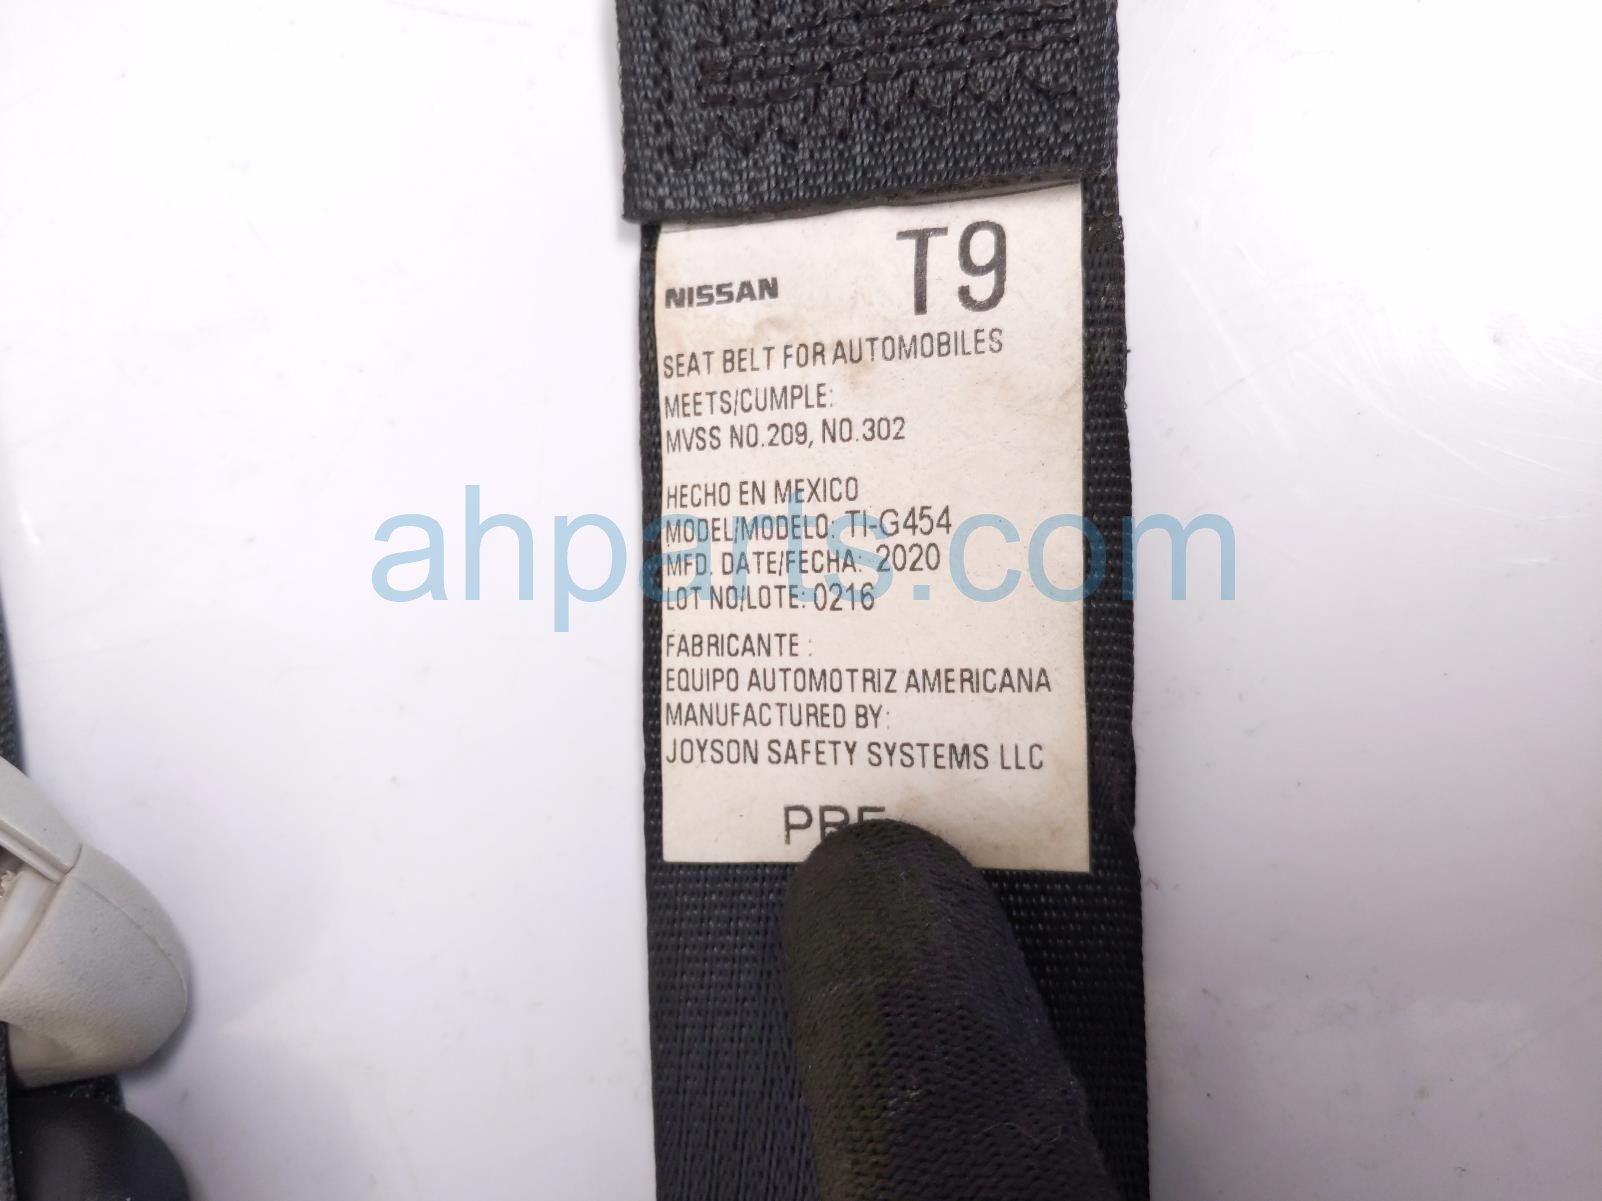 T9
NISSAN
SEAT BELT FOR AUTOMOBILES
MEETS/CUMPLE:
MVSS NO.209, NO.302
HECHO EN MEXICO
MODEL/MODELO: TI-G454
MFD. DATE/FECHA: 2020
LOT NO/LOTE: 0216
FABRICANTE :
EQUIPO AUTOMOTRIZ AMERICANA
MANUFACTURED BY:
JOYSON SAFETY SYSTEMS LLC
ahparts.com